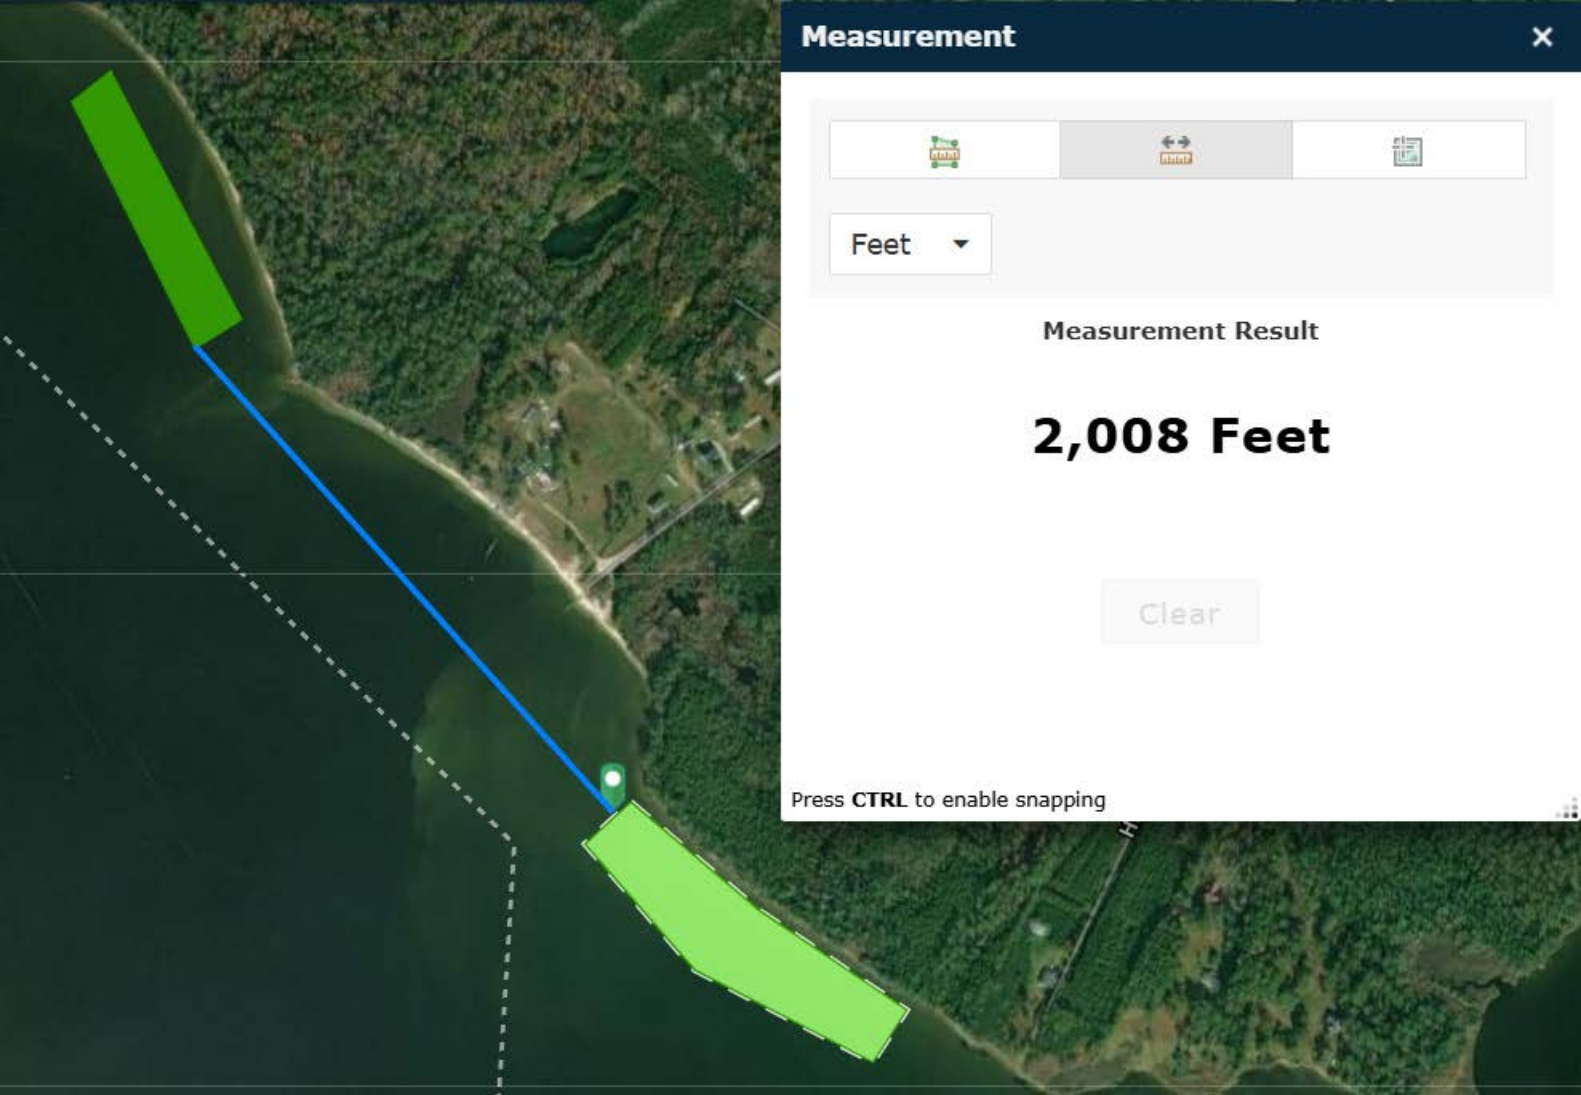 Measurement
Feet
Measurement Result
2,008 Feet
Clear
Press CTRL to enable snapping
H